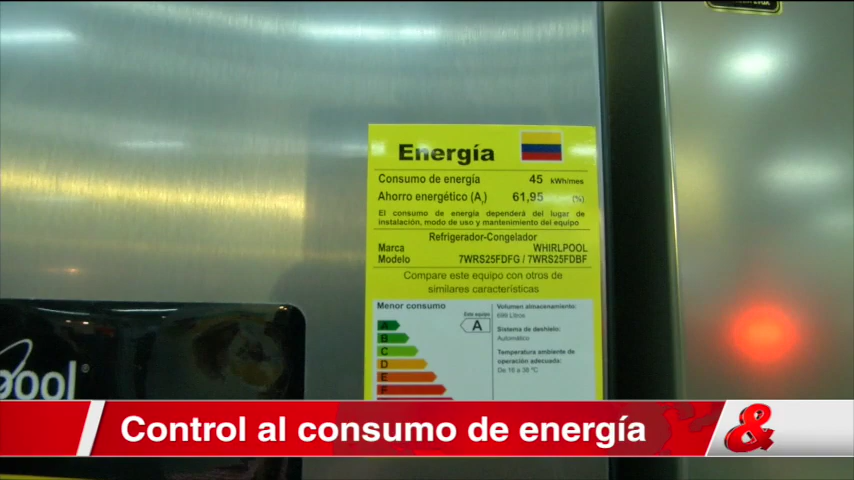 Energía
Consumo de energía 45 kWh/mes
Ahorro energético (A,) 61,95 (%)
El consumo de energía dependerá del lugar de
instalación, modo de uso y mantenimiento del equipo
Refrigerador-Congelador
Marca WHIRLPOOL
Modelo 7WRS25FDFG / 7WRS25FDBF
Compare este equipo con otros de
similares características
Menor consumo
Este equipo
A
A
B
C
D
E
F
Volumen almacenamiento:
Litros
Sistema de deshielo:
Automático
Temperatura ambiente de
operación adecuada:
De 16 a 38 ºC
pool
Control al consumo de energía
&